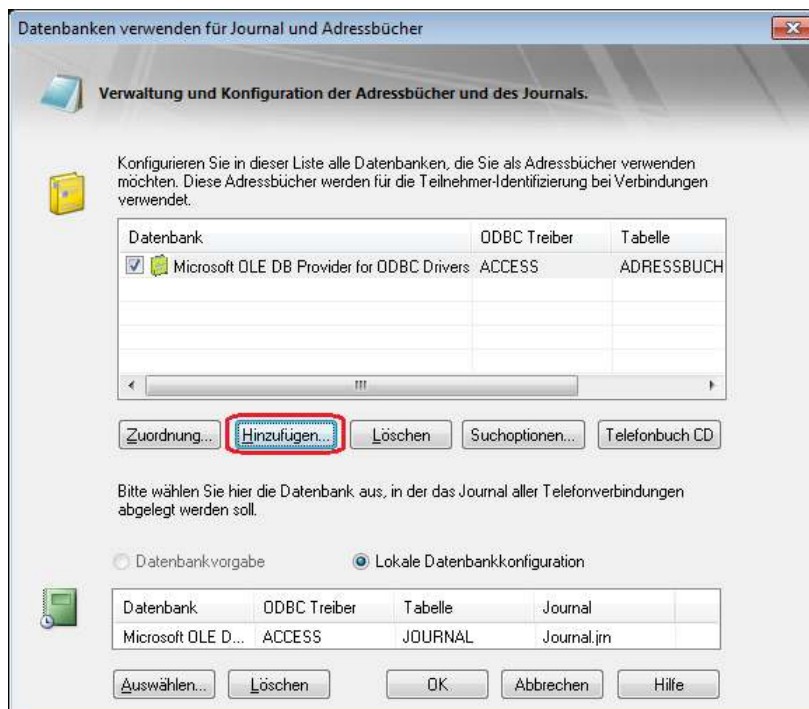 Datenbanken verwenden für Journal und Adressbücher
Verwaltung und Konfiguration der Adressbücher und des Journals.
Konfigurieren Sie in dieser Liste alle Datenbanken, die Sie als Adressbücher verwenden
möchten. Diese Adressbücher werden für die Teilnehmer-Identifizierung bei Verbindungen
verwendet.
Datenbank ODBC Treiber Tabelle
Microsoft OLE DB Provider for ODBC Drivers ACCESS ADRESSBUCH
Zuordnung... Hinzufügen... Löschen Suchoptionen... Telefonbuch CD
Bitte wählen Sie hier die Datenbank aus, in der das Journal aller Telefonverbindungen
abgelegt werden soll.
Datenbankvorgabe Lokale Datenbankkonfiguration
Datenbank ODBC Treiber Tabelle Journal
Microsoft OLE D... ACCESS JOURNAL Journal.jrn
Auswählen... Löschen OK Abbrechen Hilfe